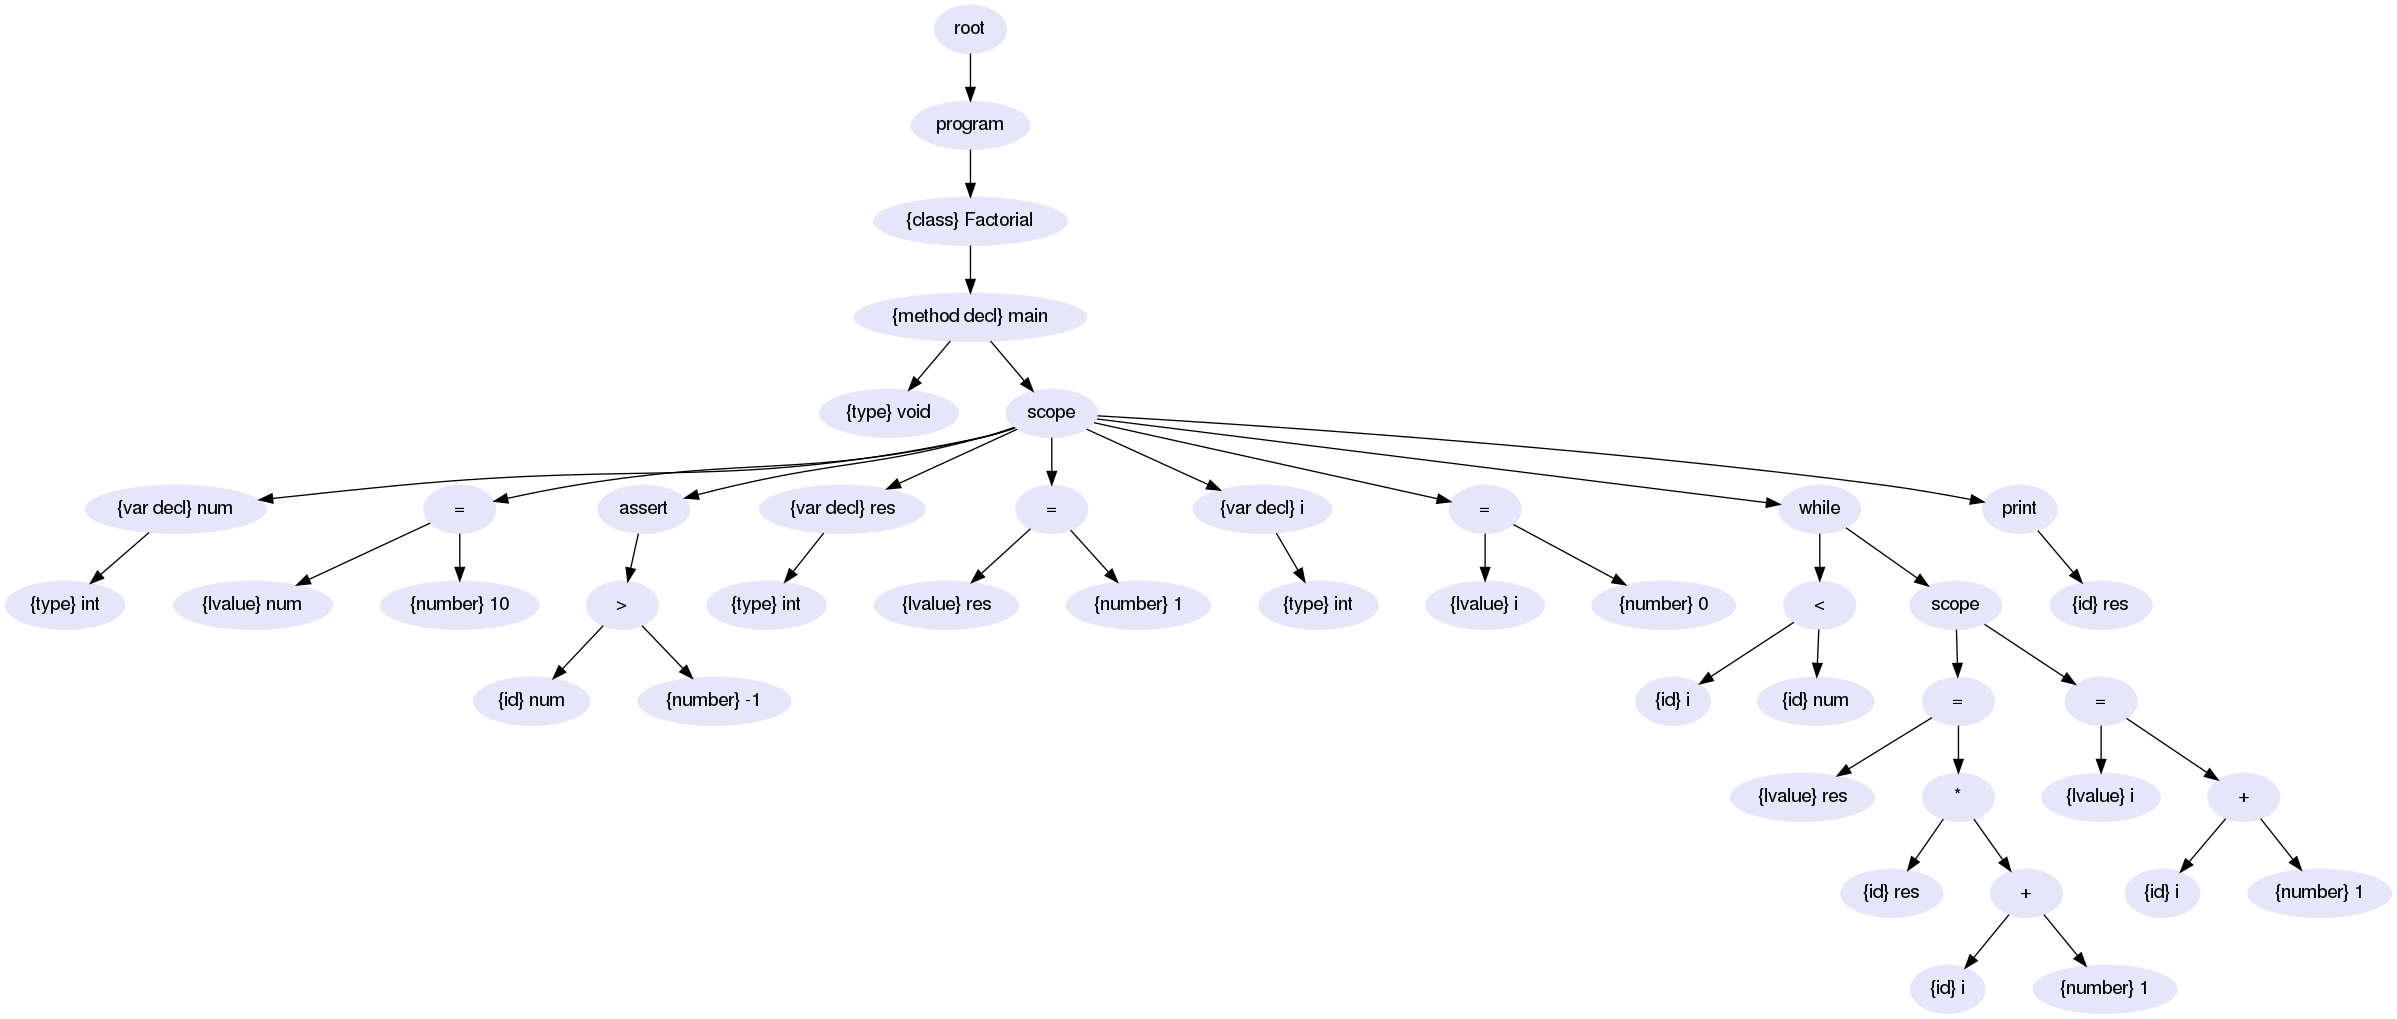 root
program
{class} Factorial
{method decl} main
{type} void
scope
{var decl} num
=
assert
{var decl} res
=
{var decl} i
=
while
print
{type} int
{lvalue} num
{number} 10
>
{type} int
{lvalue} res
{number} 1
{type} int
{lvalue} i
{number} 0
<
scope
{id} res
{id} num
{number} -1
{id} i
{id} num
=
=
{lvalue} res
*
{lvalue} i
+
{id} res
+
{id} i
{number} 1
{id} i
{number} 1